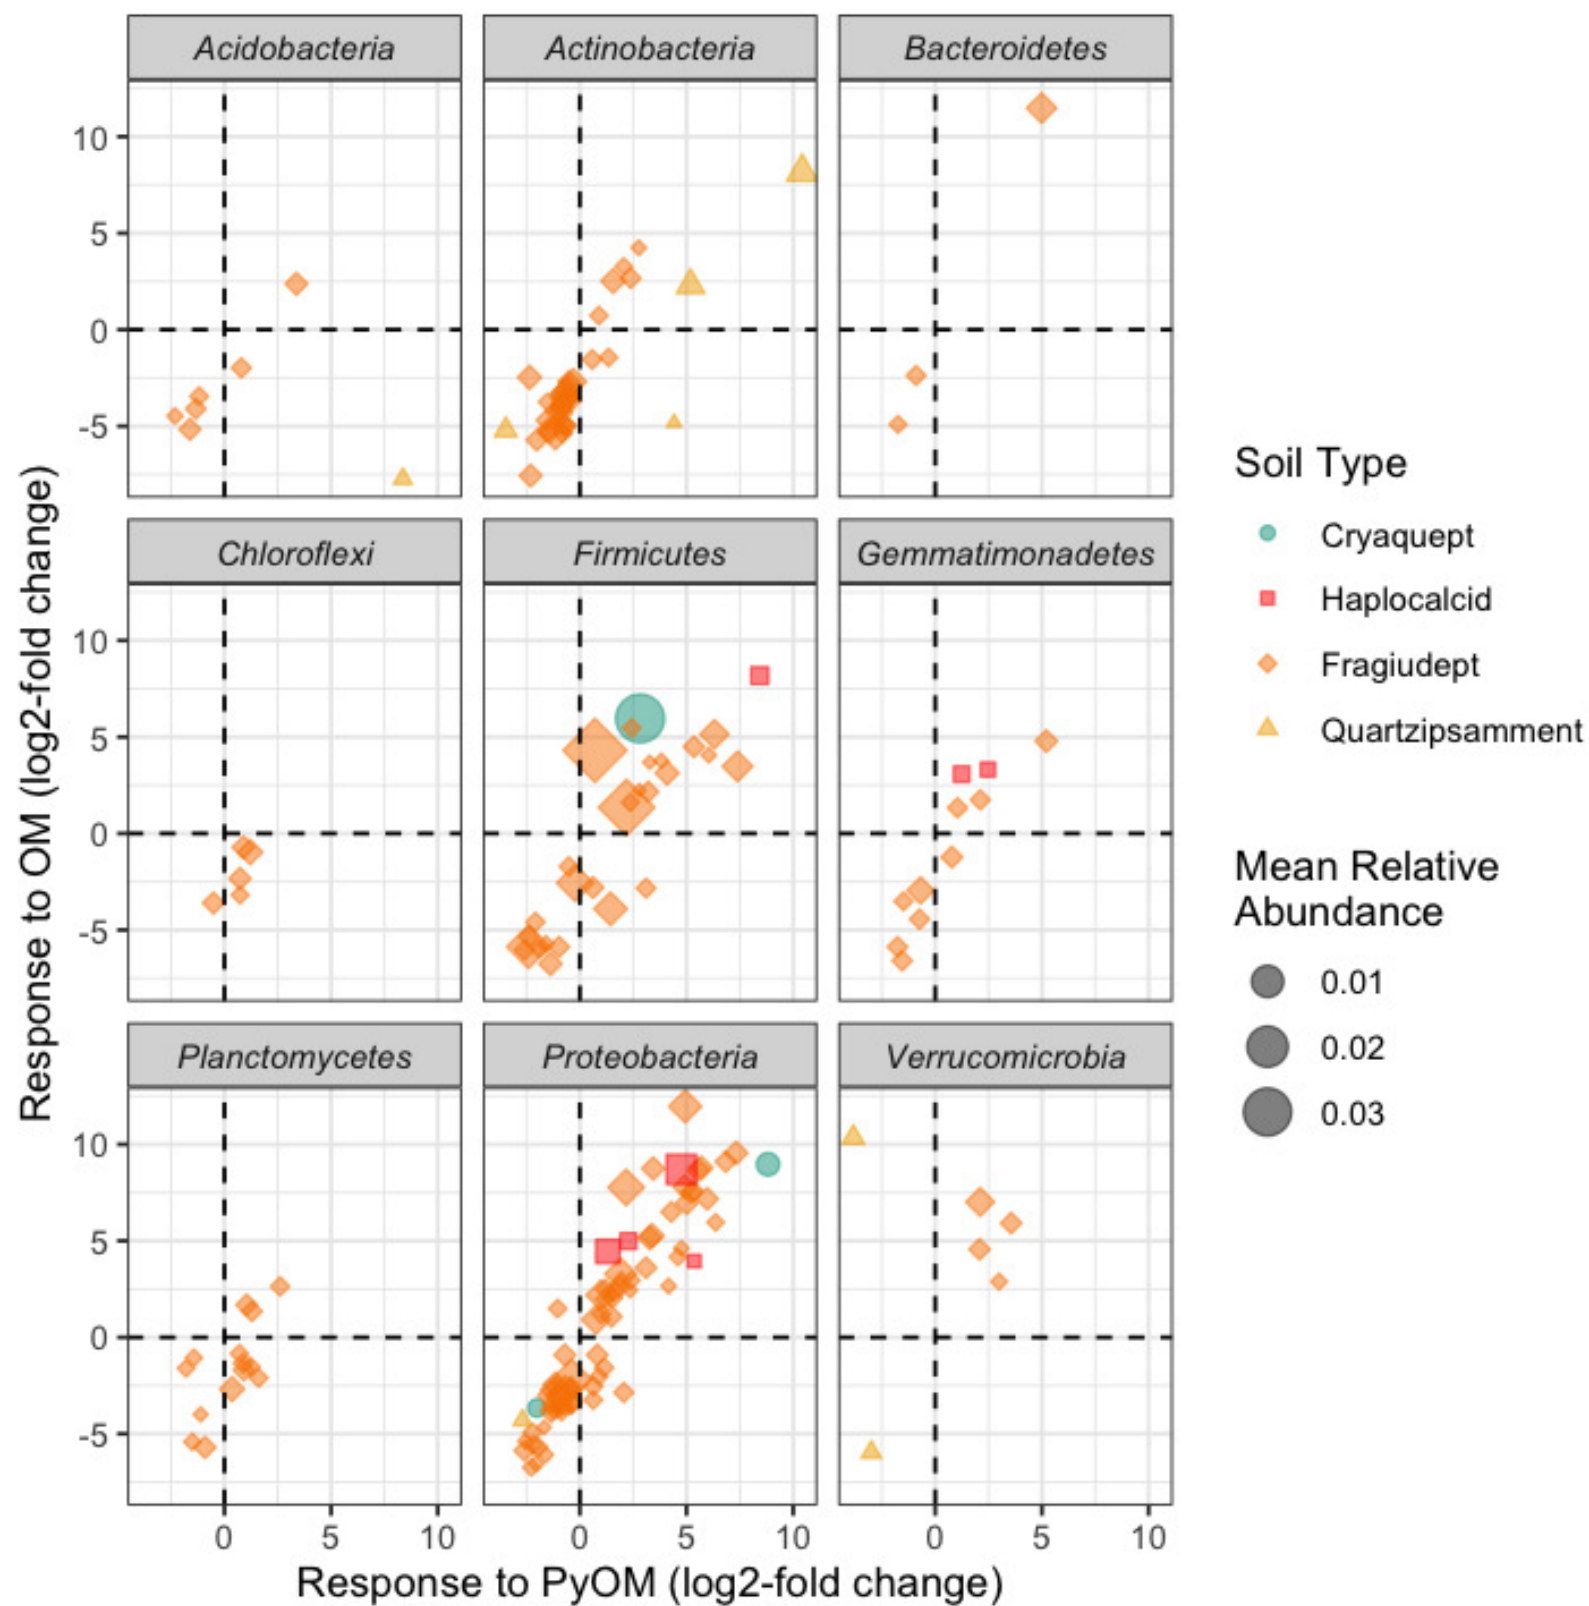 Acidobacteria
Actinobacteria
Bacteroidetes
10
5
0
-5
Chloroflexi
Firmicutes
Gemmatimonadetes
10
5
0
-5
Planctomycetes
Proteobacteria
Verrucomicrobia
10
5
0
-5
0 5 10
0 5 10
0 5 10
Response to PyOM (log2-fold change)
Response to OM (log2-fold change)
Soil Type
Cryaquept
Haplocalcid
Fragiudept
Quartzipsamment
Mean Relative
Abundance
0.01
0.02
0.03